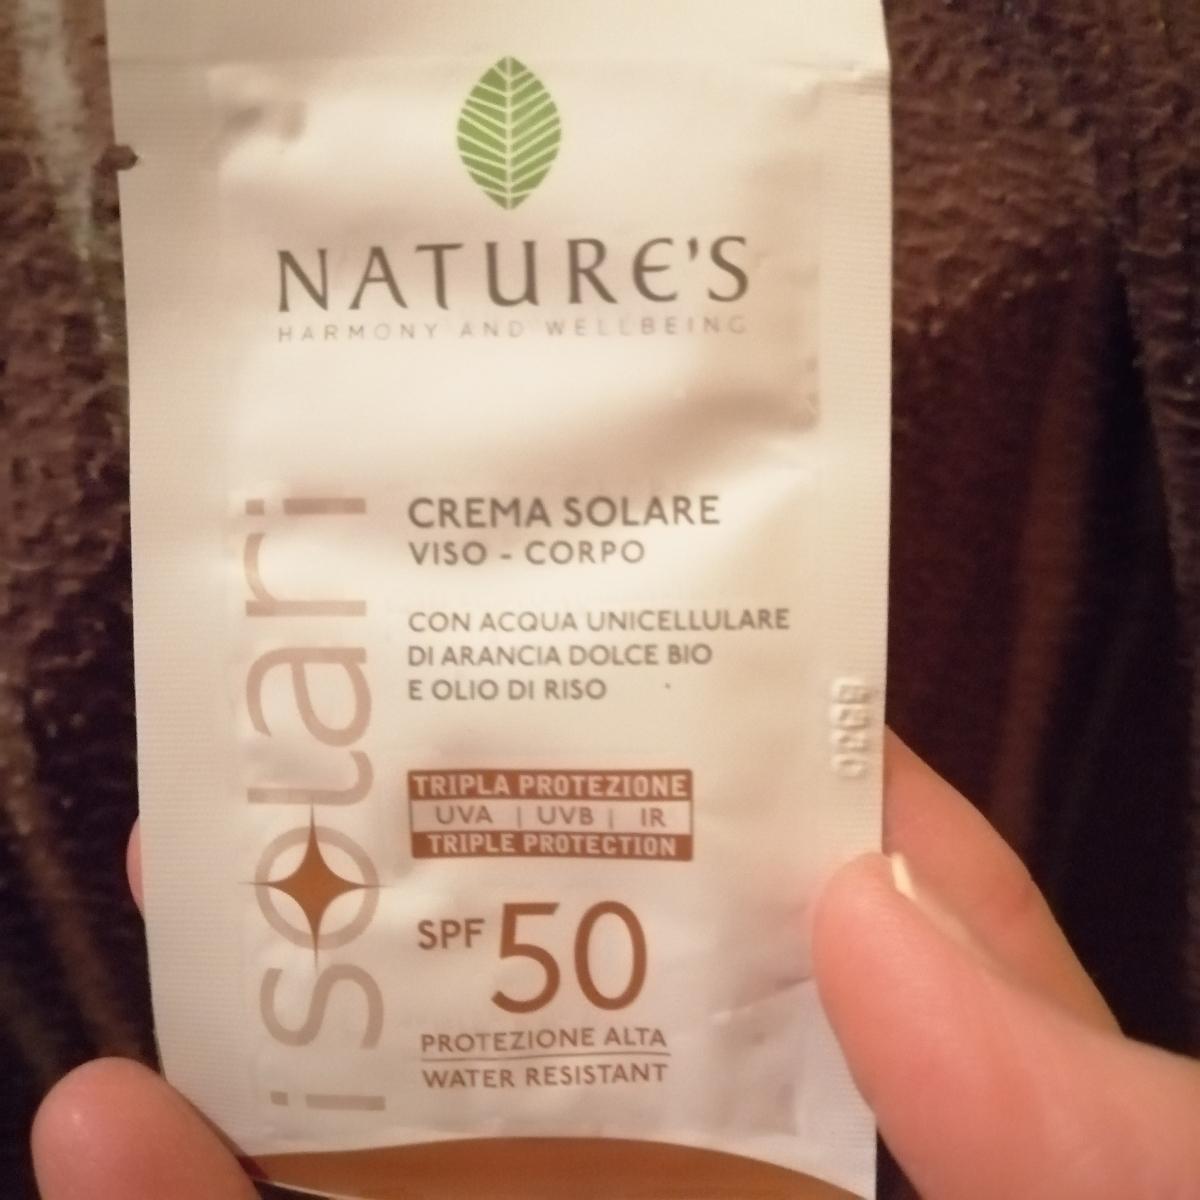 NATURE'S
HARMONY AND WELLBEING
i solari
CREMA SOLARE
VISO - CORPO
CON ACQUA UNICELLULARE
DI ARANCIA DOLCE BIO
E OLIO DI RISO
TRIPLA PROTEZIONE
UVA | UVB | IR
TRIPLE PROTECTION
SPF 50
PROTEZIONE ALTA
WATER RESISTANT